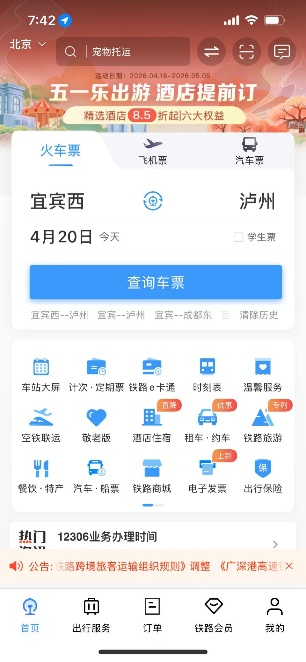 7:42
北京
宠物托运
活动日期：2026.04.16-2026.05.05
五一乐出游 酒店提前订
精选酒店 8.5 折起|六大权益
火车票
飞机票
汽车票
宜宾西
泸州
4月20日 今天
学生票
查询车票
宜宾西--泸州 宜宾--泸州 宜宾--成都东 清除历史
车站大屏 计次·定期票 铁路e卡通 时刻表 温馨服务
直降 优惠 专列
空铁联运 敬老版 酒店住宿 租车·约车 铁路旅游
上新
餐饮·特产 汽车·船票 铁路商城 电子发票 出行保险
保
热门
资讯
12306业务办理时间
公告: 铁路跨境旅客运输组织规则》调整 《广深港高速
首页 出行服务 订单 铁路会员 我的